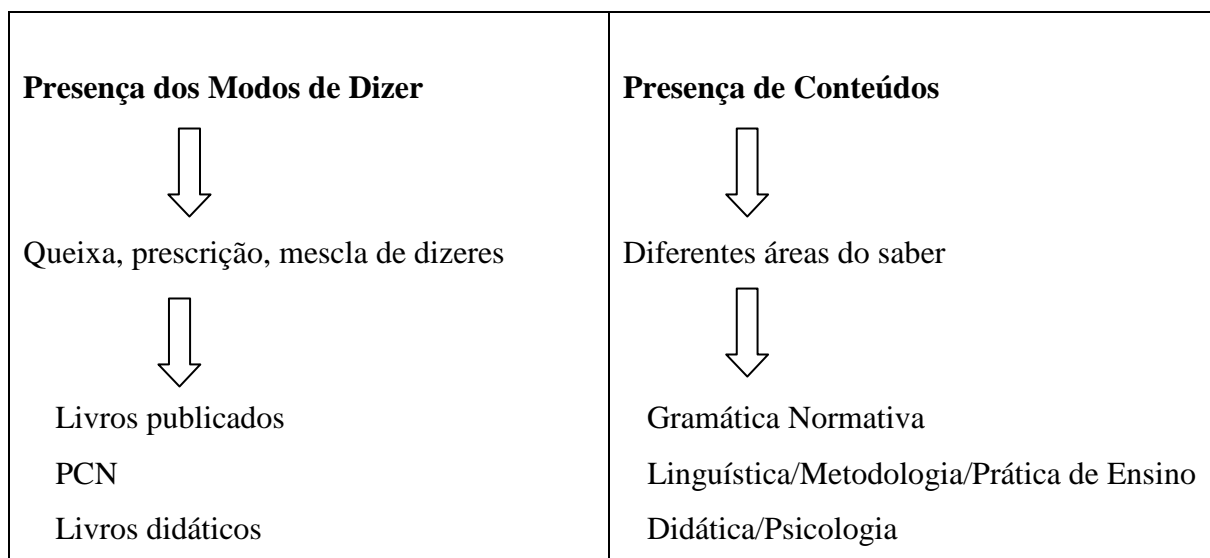 Presença dos Modos de Dizer
Queixa, prescrição, mescla de dizeres
Livros publicados
PCN
Livros didáticos
Presença de Conteúdos
Diferentes áreas do saber
Gramática Normativa
Linguística/Metodologia/Prática de Ensino
Didática/Psicologia